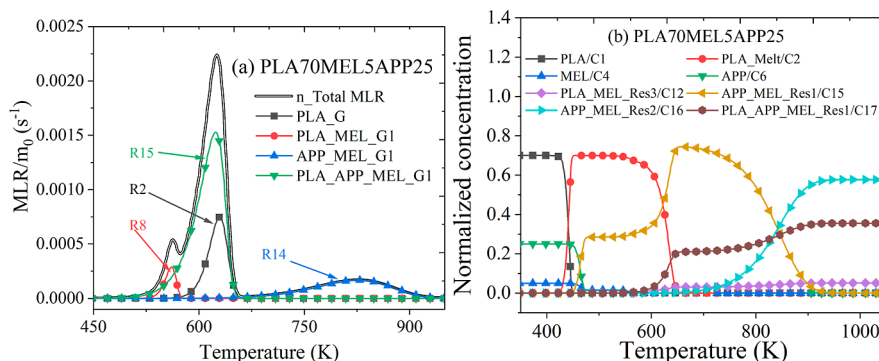 (a) PLA70MEL5APP25
n_Total MLR
PLA_G
PLA_MEL_G1
APP_MEL_G1
PLA_APP_MEL_G1
R15
R2
R8
R14
MLR/m₀ (s⁻¹)
0.0025
0.0020
0.0015
0.0010
0.0005
0.0000
450 600 750 900
Temperature (K)
(b) PLA70MEL5APP25
PLA/C1 PLA_Melt/C2
MEL/C4 APP/C6
PLA_MEL_Res3/C12 APP_MEL_Res1/C15
APP_MEL_Res2/C16 PLA_APP_MEL_Res1/C17
Normalized concentration
1.4
1.2
1.0
0.8
0.6
0.4
0.2
0.0
400 600 800 1000
Temperature (K)